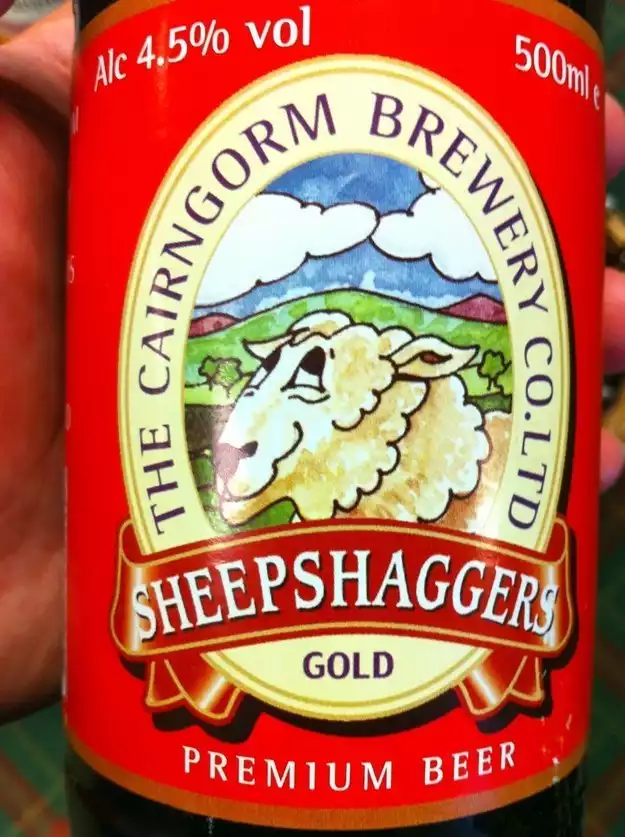 Alc 4.5% vol
500ml e
THE CAIRNGORM BREWERY CO.LTD
SHEEPSHAGGERS
GOLD
PREMIUM BEER